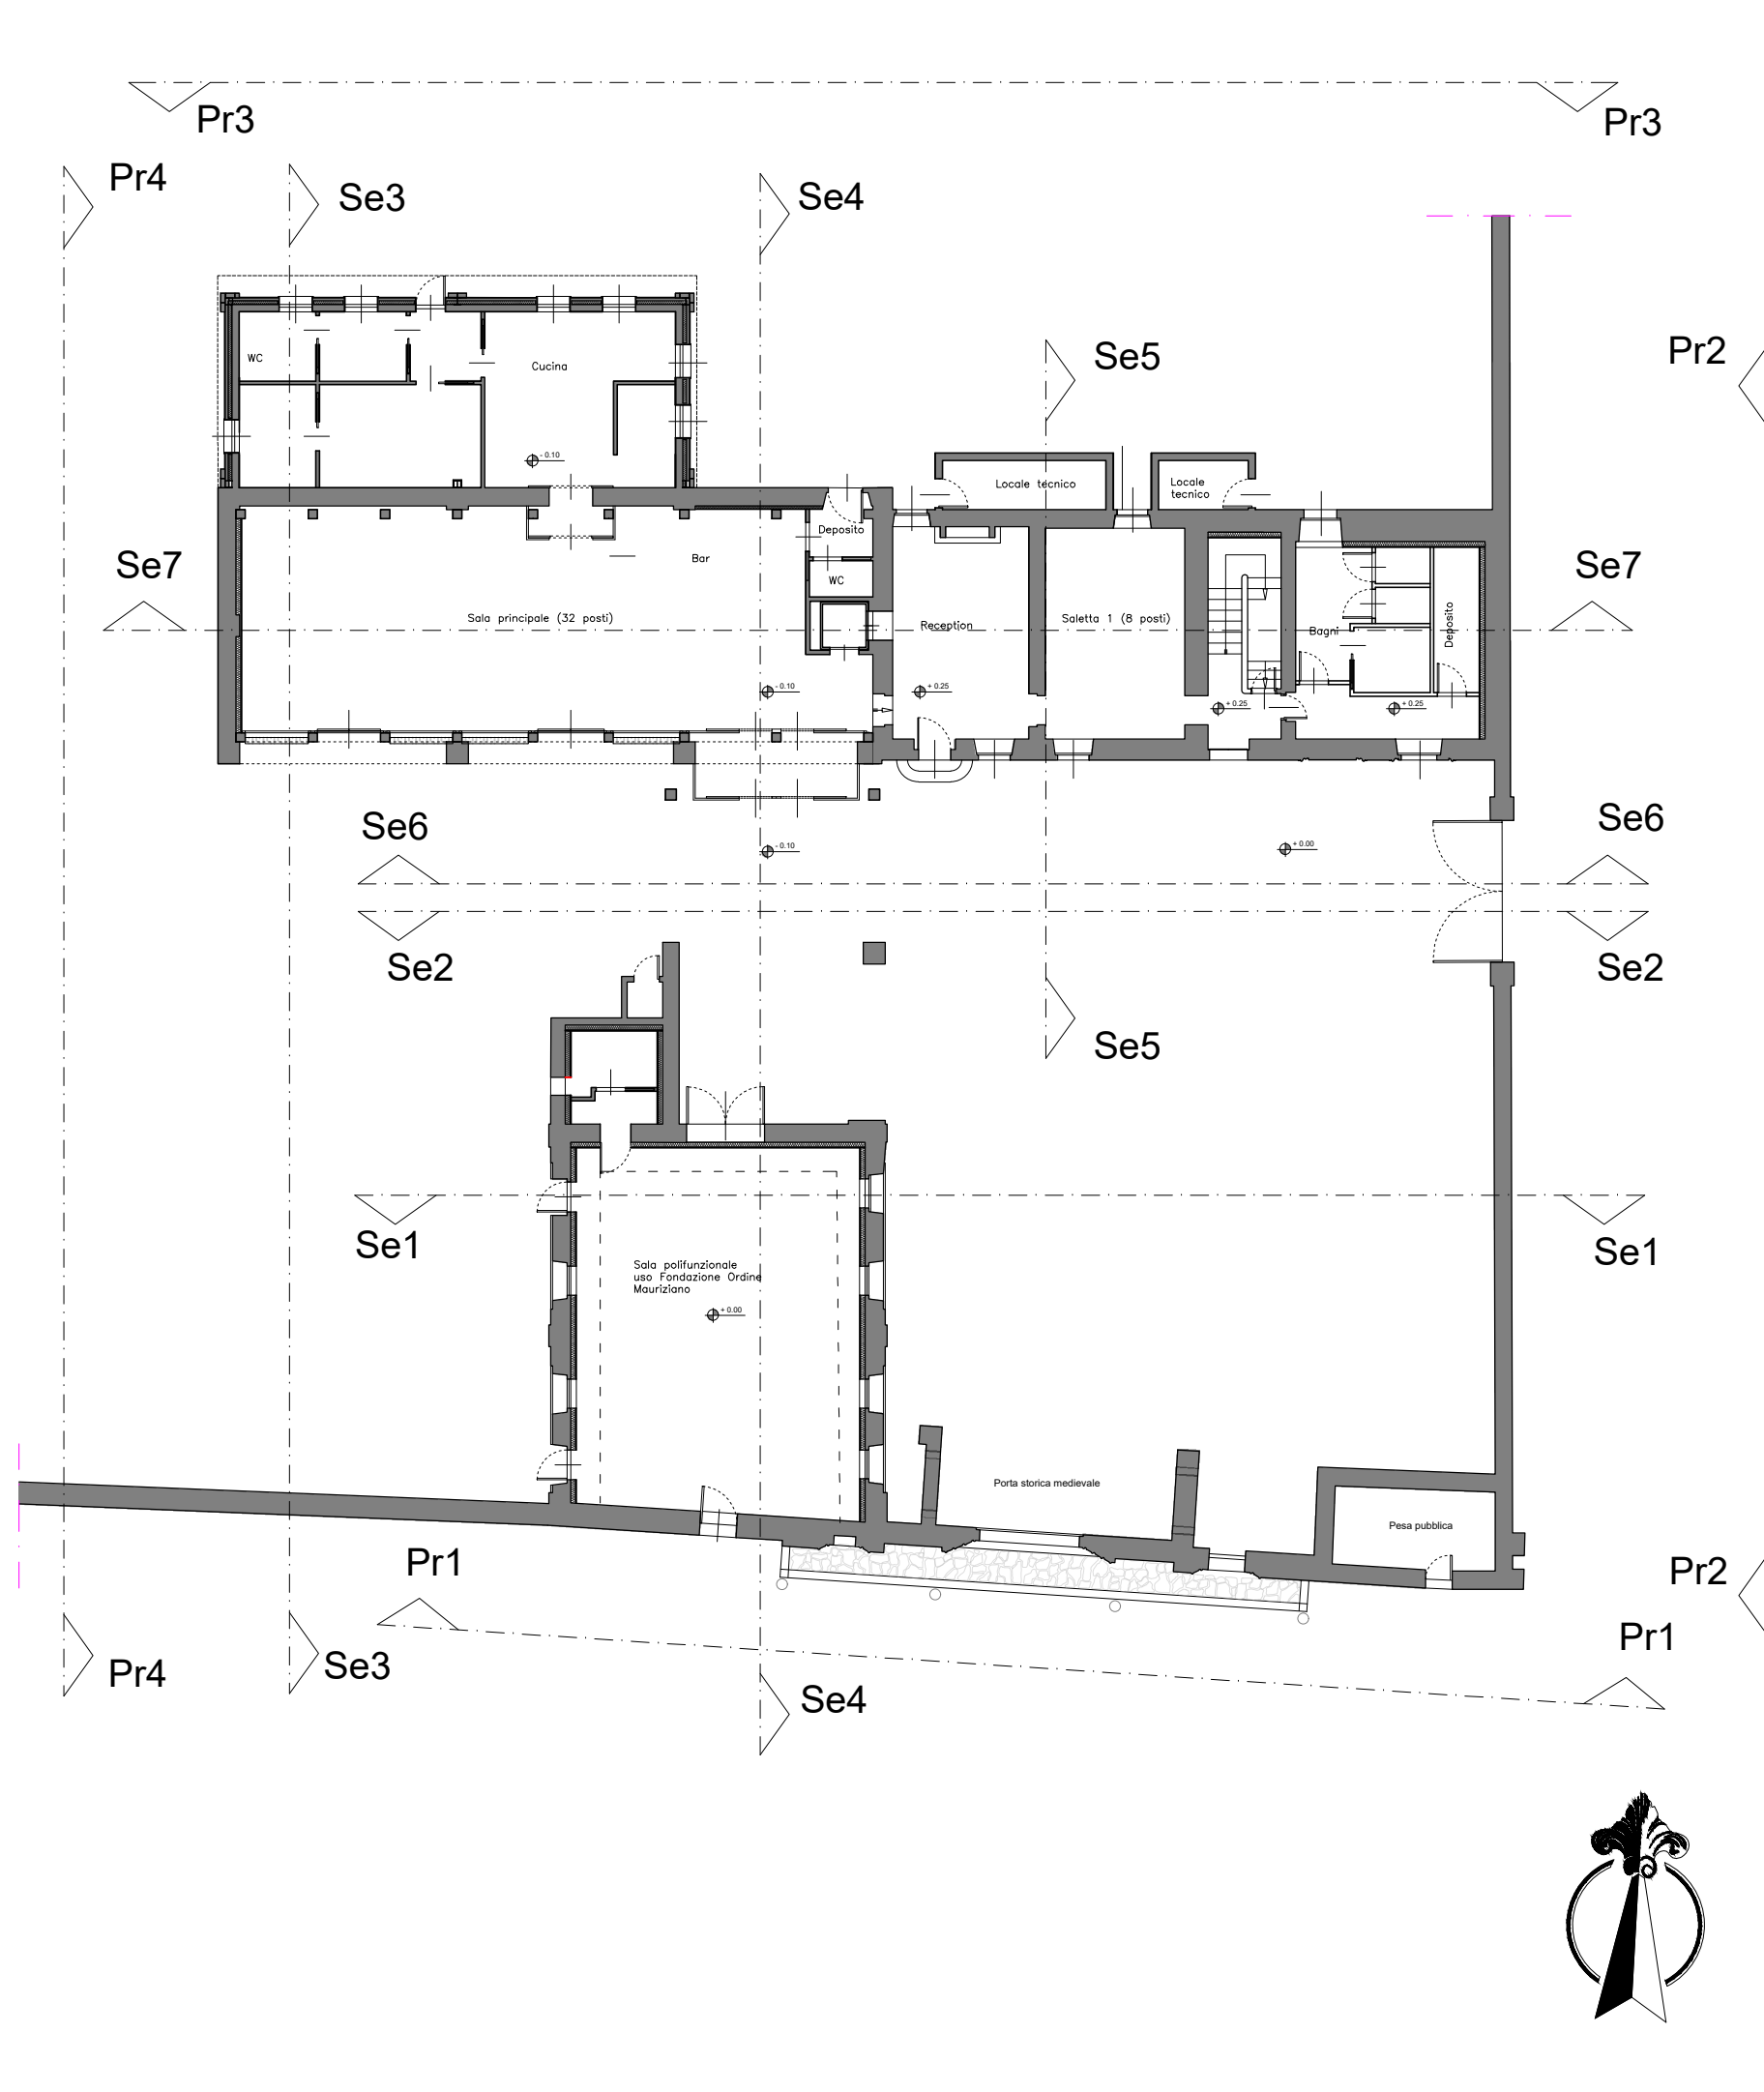 Pr3
Pr3
Pr4
Se3
Se4
Pr2
Se5
WC
Cucina
- 0.10
Locale tecnico
Locale
tecnico
Deposito
Bar
Se7
Se7
WC
Sala principale (32 posti)
Reception
Saletta 1 (8 posti)
Bagni
Deposito
- 0.10
+ 0.25
+ 0.25
+ 0.25
Se6
Se6
- 0.10
+ 0.00
Se2
Se2
Se5
Se1
Se1
Sala polifunzionale
uso Fondazione Ordine
Mauriziano
+ 0.00
Porta storica medievale
Pesa pubblica
Pr1
Pr2
Pr1
Pr4
Se3
Se4